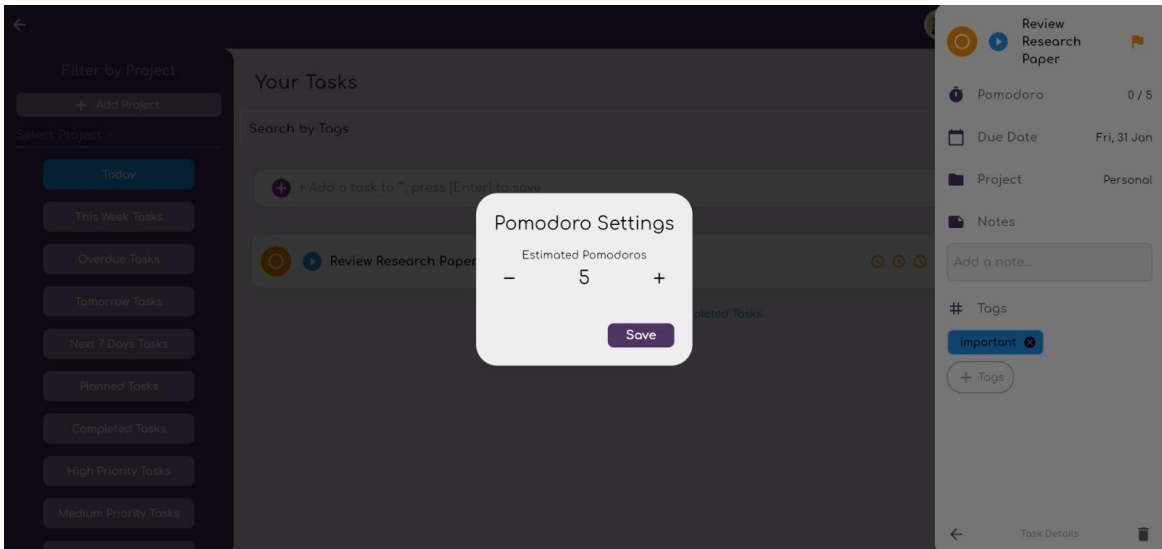 Filter by Project
+ Add Project
Select Project
Today
This Week Tasks
Overdue Tasks
Tomorrow Tasks
Next 7 Days Tasks
Planned Tasks
Completed Tasks
High Priority Tasks
Medium Priority Tasks
Your Tasks
Search by Tags
+ Add a task to "", press [Enter] to save
Review Research Paper
pleted Tasks
Pomodoro Settings
Estimated Pomodoros
− 5 +
Save
Review
Research
Paper
Pomodoro 0 / 5
Due Date Fri, 31 Jan
Project Personal
Notes
Add a note...
# Tags
important
+ Tags
Task Details